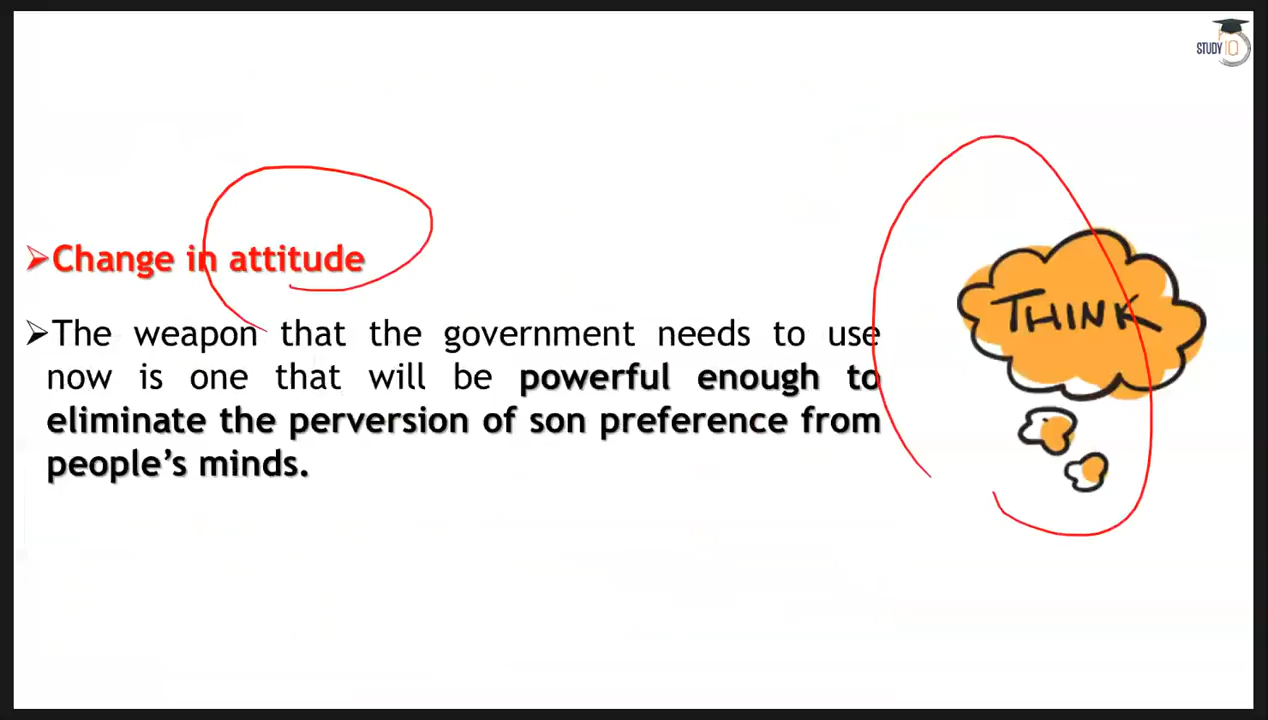 STUDY IQ
➢Change in attitude
➢The weapon that the government needs to use
now is one that will be powerful enough to
eliminate the perversion of son preference from
people’s minds.
THINK